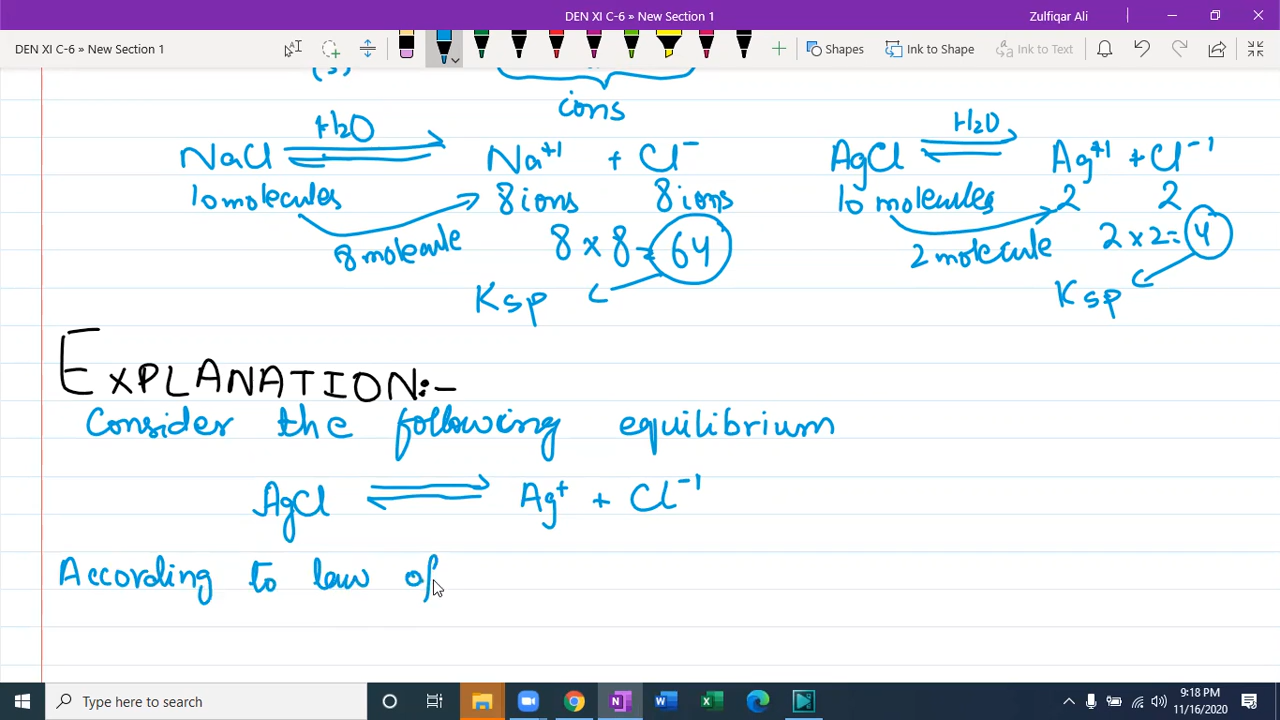 DEN XI C-6 » New Section 1
Zulfiqar Ali
DEN XI C-6 » New Section 1
Shapes
Ink to Shape
Ink to Text
(s)
ions
NaCl ⇌ H2O Na+1 + Cl−
10 molecules 8 ions 8 ions
8 molecule
8 x 8 = 64
Ksp
AgCl ⇌ H2O Ag+1 + Cl−1
10 molecules 2 2
2 molecule
2 x 2 = 4
Ksp
EXPLANATION:-
Consider the following equilibrium
AgCl ⇌ Ag+ + Cl−1
According to law of
Type here to search
9:18 PM
11/16/2020